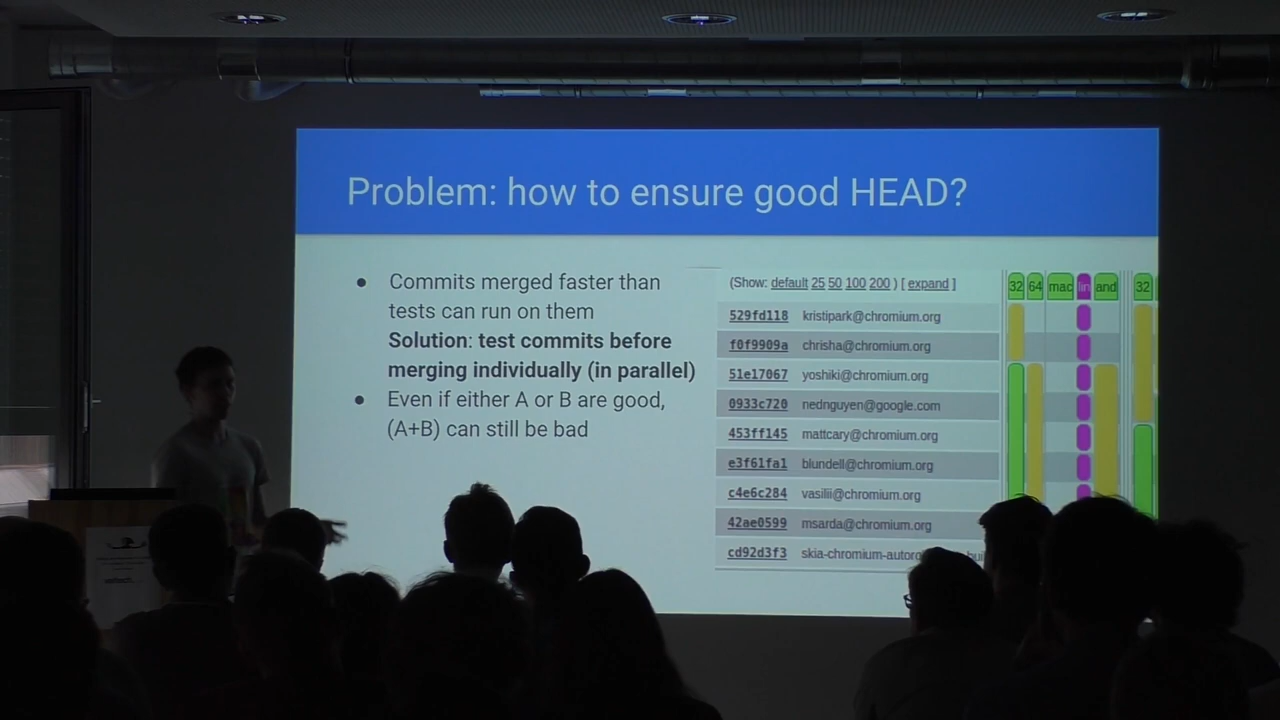 Problem: how to ensure good HEAD?
Commits merged faster than
tests can run on them
Solution: test commits before
merging individually (in parallel)
Even if either A or B are good,
(A+B) can still be bad
(Show: default 25 50 100 200 ) [ expand ]
32 64 mac lin and 32
529fd118 kristipark@chromium.org
f0f9909a chrisha@chromium.org
51e17067 yoshiki@chromium.org
0933c720 nednguyen@google.com
453ff145 mattcary@chromium.org
e3f61fa1 blundell@chromium.org
c4e6c284 vasilii@chromium.org
42ae0599 msarda@chromium.org
cd92d3f3 skia-chromium-autoro